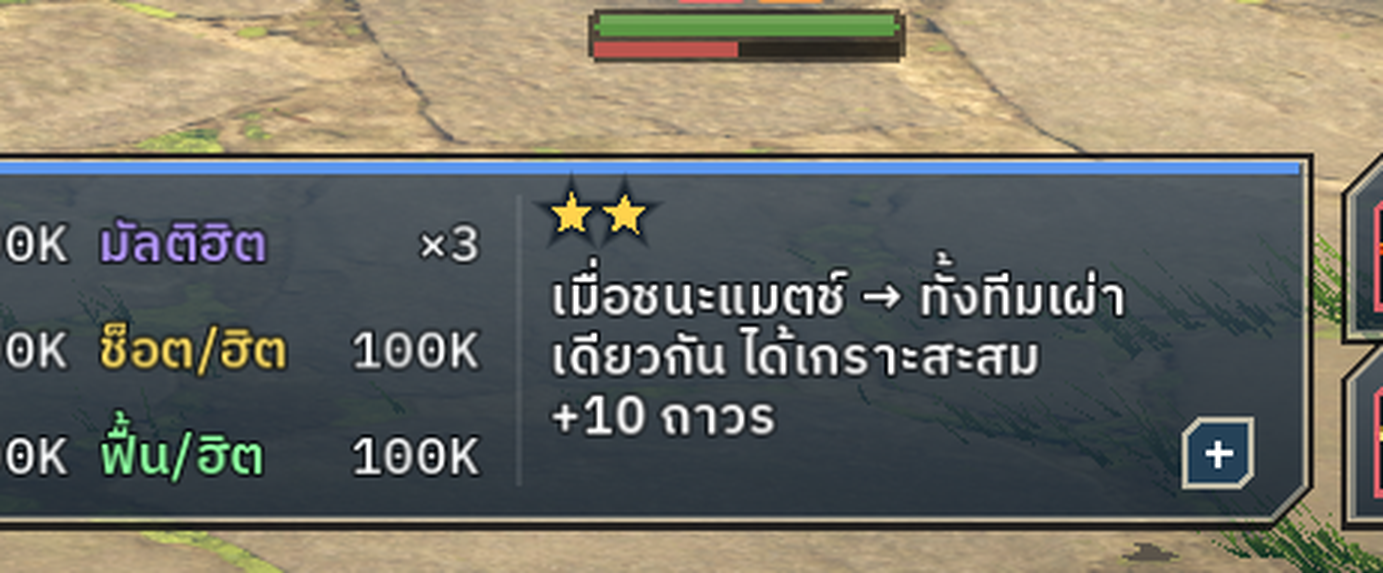 0K มัลติฮิต ×3
0K ช็อต/ฮิต 100K
0K ฟื้น/ฮิต 100K
เมื่อชนะแมตช์ → ทั้งทีมเผ่า
เดียวกัน ได้เกราะสะสม
+10 ถาวร
+